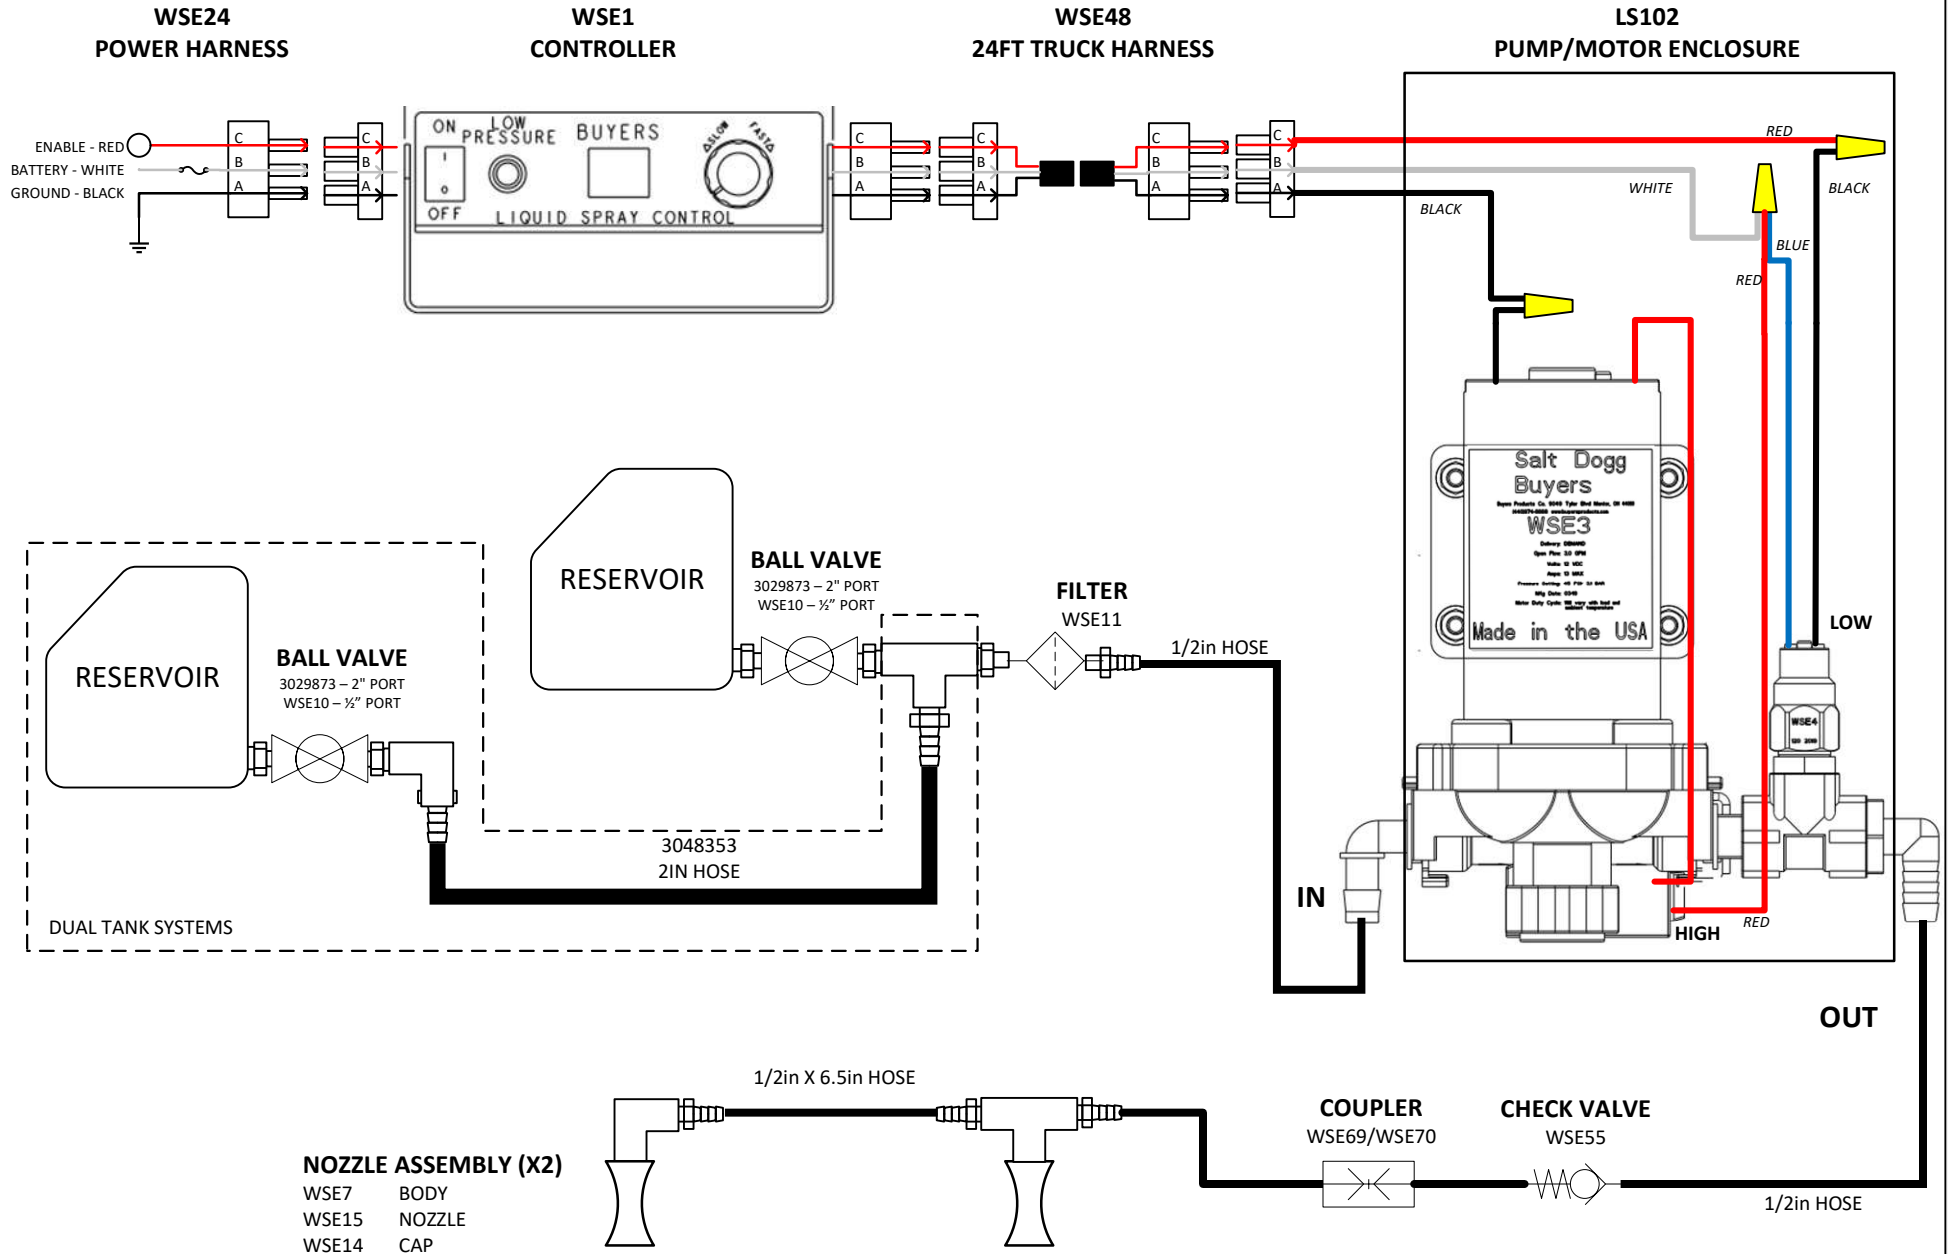 WSE24
POWER HARNESS
WSE1
CONTROLLER
WSE48
24FT TRUCK HARNESS
LS102
PUMP/MOTOR ENCLOSURE
ENABLE - RED
BATTERY - WHITE
GROUND - BLACK
C
B
A
C
B
A
ON
LOW
PRESSURE
BUYERS
SLOW
FAST
OFF
LIQUID SPRAY CONTROL
C
B
A
C
B
A
C
B
A
C
B
A
RED
WHITE
BLACK
BLACK
BLUE
RED
Salt Dogg
Buyers
WSE3
Delivery: DEMAND
Volts: 12 VDC
Made in the USA
LOW
WSE4
HIGH
RED
IN
OUT
RESERVOIR
BALL VALVE
3029873 – 2" PORT
WSE10 – ½” PORT
RESERVOIR
BALL VALVE
3029873 – 2" PORT
WSE10 – ½” PORT
FILTER
WSE11
1/2in HOSE
3048353
2IN HOSE
DUAL TANK SYSTEMS
1/2in X 6.5in HOSE
COUPLER
WSE69/WSE70
CHECK VALVE
WSE55
1/2in HOSE
NOZZLE ASSEMBLY (X2)
WSE7 BODY
WSE15 NOZZLE
WSE14 CAP